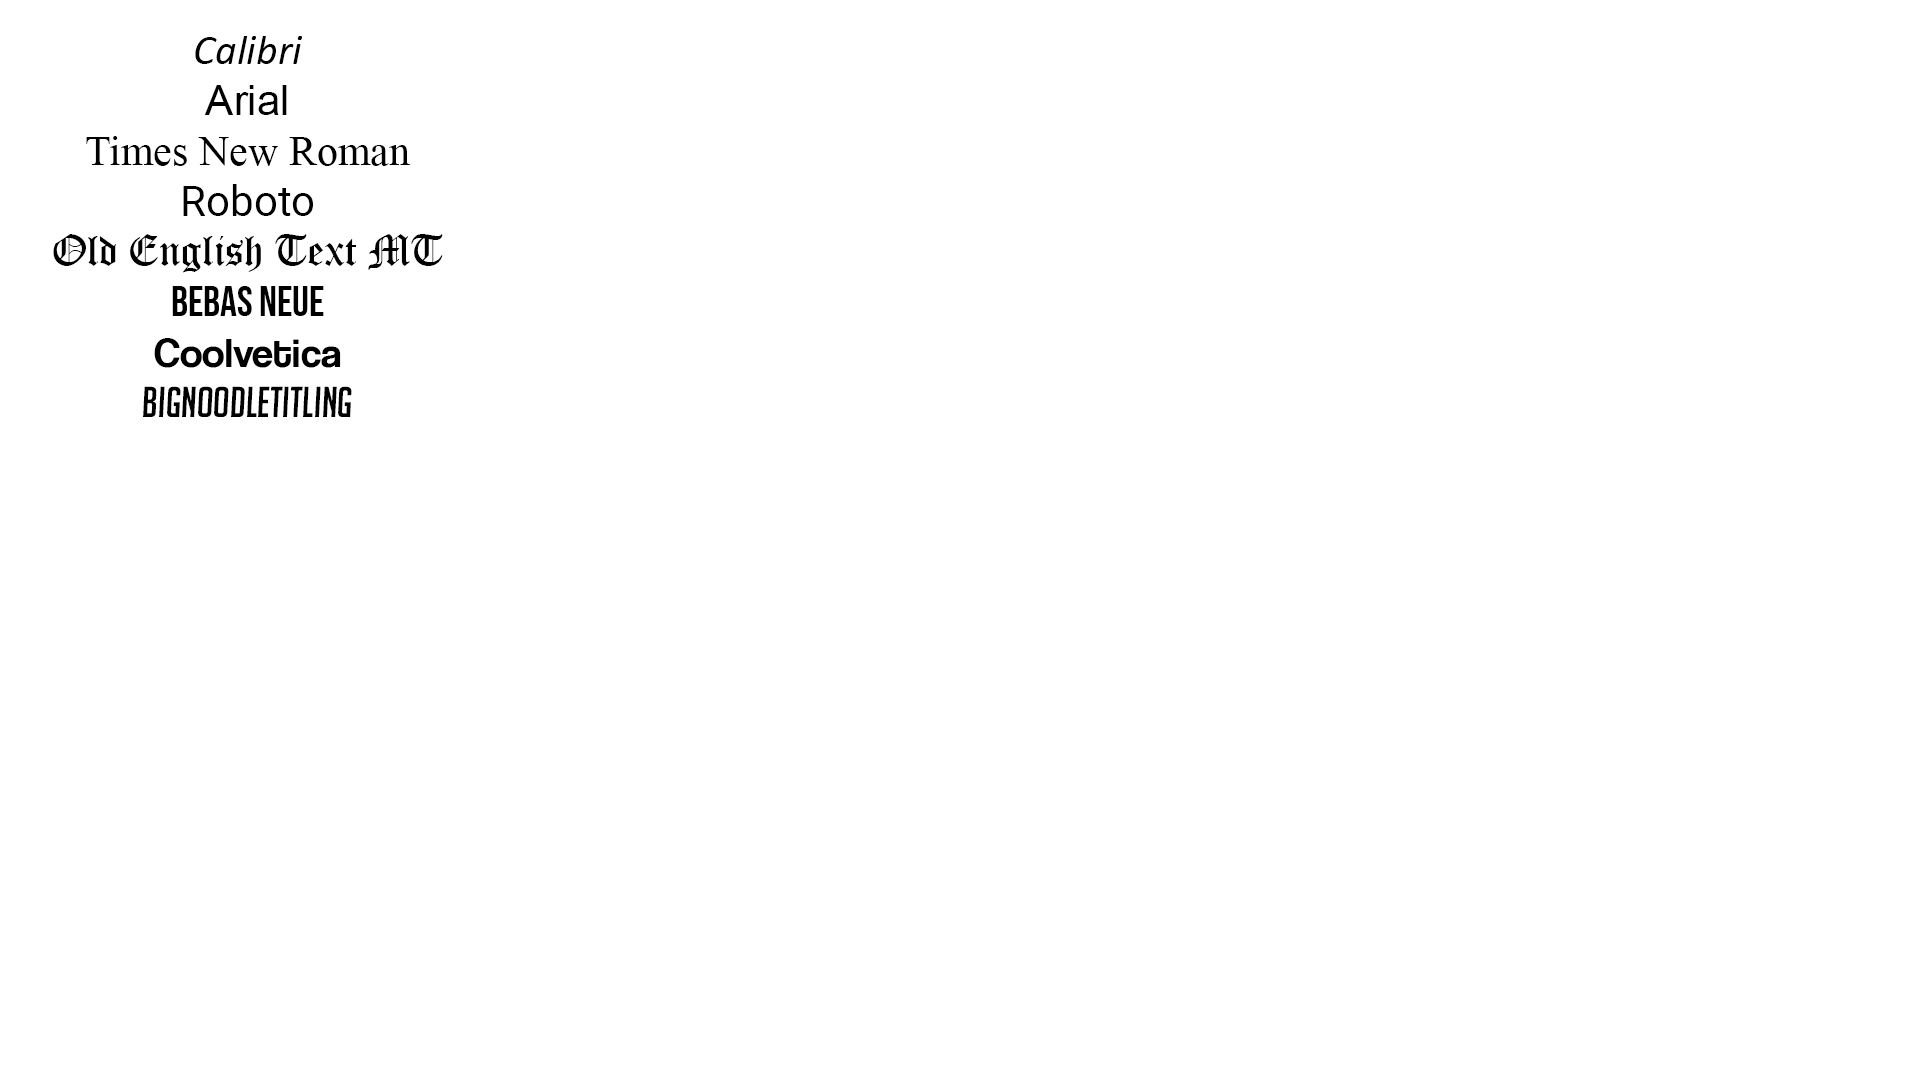 Calibri
Arial
Times New Roman
Roboto
Old English Text MT
BEBAS NEUE
Coolvetica
BIGNOODLETITLING